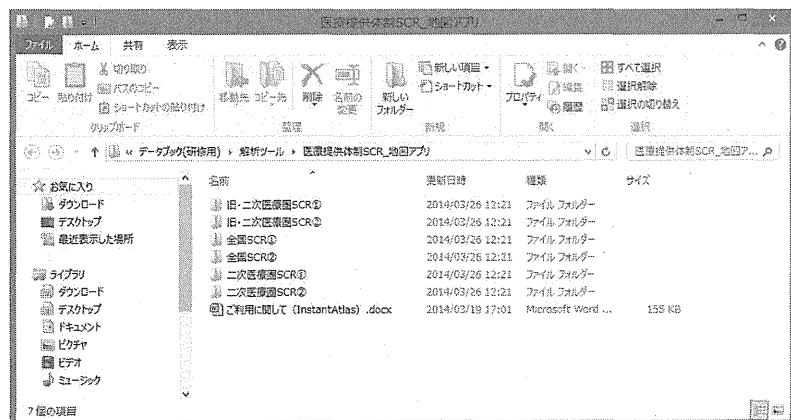 医療提供体制SCR_地図アプリ
ファイル ホーム 共有 表示
コピー 貼り付け 切り取り パスのコピー ショートカットの貼り付け
移動先 コピー先 削除 名前の変更
新しいフォルダー 新しい項目 ショートカット
プロパティ 開く 編集 履歴
すべて選択 選択解除 選択の切り替え
クリップボード 整理 新規 開く 選択
« データブック(研修用) ▸ 解析ツール ▸ 医療提供体制SCR_地図アプリ 医療提供体制SCR_地図ア...
名前 更新日時 種類 サイズ
お気に入り
ダウンロード
デスクトップ
最近表示した場所
ライブラリ
ダウンロード
デスクトップ
ドキュメント
ピクチャ
ビデオ
ミュージック
旧・二次医療圏SCR① 2014/03/26 12:21 ファイル フォルダー
旧・二次医療圏SCR② 2014/03/26 12:21 ファイル フォルダー
全国SCR① 2014/03/26 12:21 ファイル フォルダー
全国SCR② 2014/03/26 12:21 ファイル フォルダー
二次医療圏SCR① 2014/03/26 12:21 ファイル フォルダー
二次医療圏SCR② 2014/03/26 12:21 ファイル フォルダー
ご利用に関して (InstantAtlas) .docx 2014/03/19 17:01 Microsoft Word ... 155 KB
7 個の項目